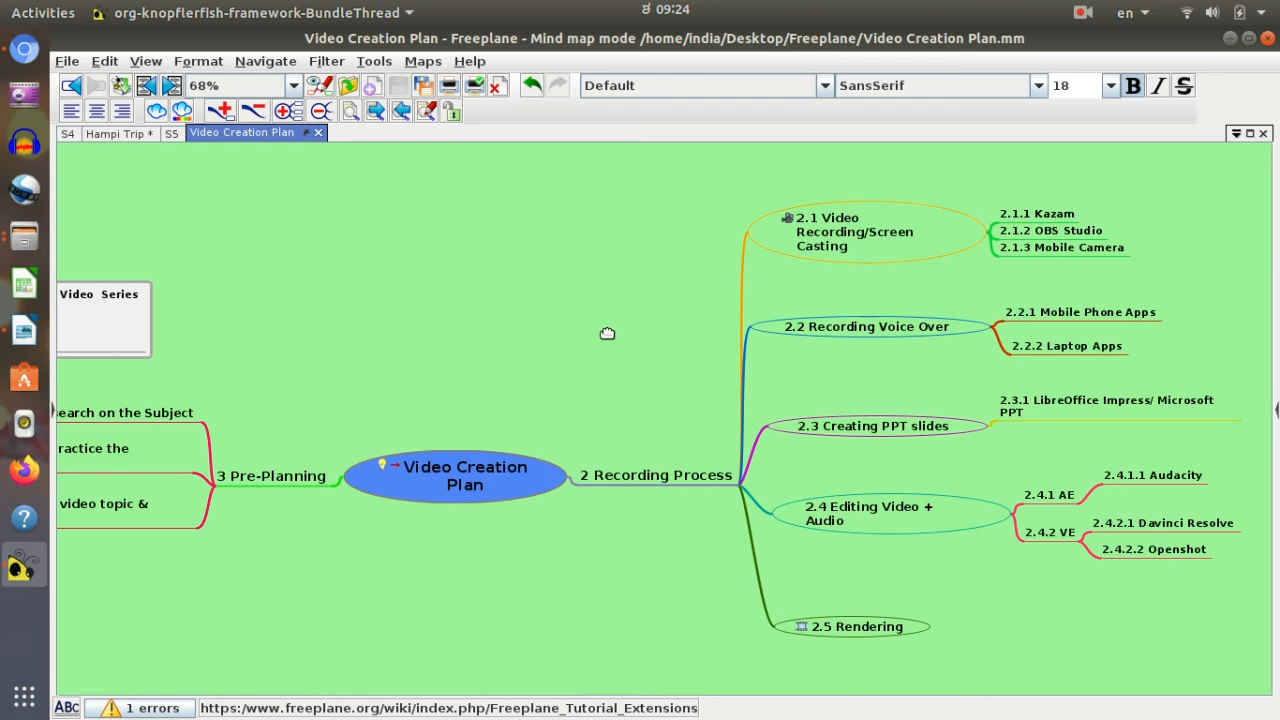 Activities
org-knopflerfish-framework-BundleThread
09:24
en
Video Creation Plan - Freeplane - Mind map mode /home/india/Desktop/Freeplane/Video Creation Plan.mm
File Edit View Format Navigate Filter Tools Maps Help
68%
Default
SansSerif
18
B I S
S4
Hampi Trip *
S5
Video Creation Plan
2.1 Video
Recording/Screen
Casting
2.1.1 Kazam
2.1.2 OBS Studio
2.1.3 Mobile Camera
Video Series
2.2 Recording Voice Over
2.2.1 Mobile Phone Apps
2.2.2 Laptop Apps
2.3 Creating PPT slides
2.3.1 LibreOffice Impress/ Microsoft
PPT
earch on the Subject
ractice the
video topic &
3 Pre-Planning
Video Creation
Plan
2 Recording Process
2.4 Editing Video +
Audio
2.4.1 AE
2.4.1.1 Audacity
2.4.2 VE
2.4.2.1 Davinci Resolve
2.4.2.2 Openshot
2.5 Rendering
ABC
1 errors
https:/www.freeplane.org/wiki/index.php/Freeplane_Tutorial_Extensions